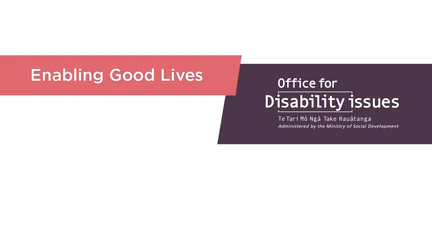 Enabling Good Lives
Office for
Disability issues
Te Tari Mō Ngā Take Hauātanga
Administered by the Ministry of Social Development